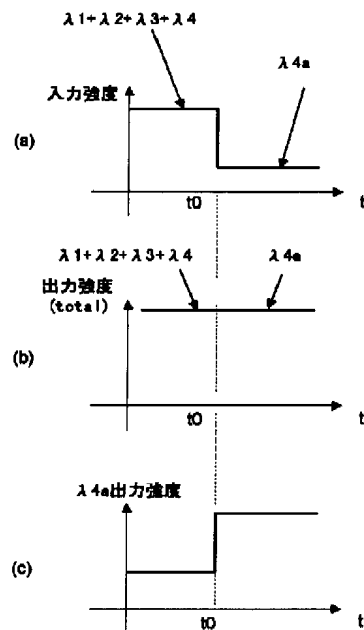 λ1+λ2+λ3+λ4
入力強度
λ4a
(a)
t0
t
λ1+λ2+λ3+λ4
λ4a
出力強度
(total)
(b)
t0
t
λ4a出力強度
(c)
t0
t